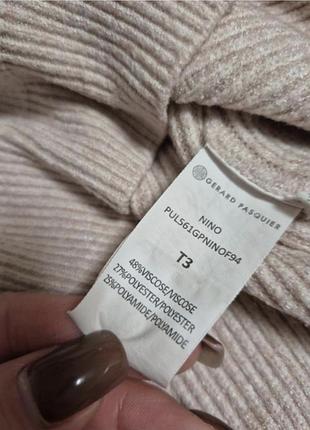 GERARD PASQUIER
NINO
PUL561GPNINOF94
T3
48%VISCOSE/VISCOSE
27%POLYESTER/POLYESTER
25%POLYAMIDE/POLYAMIDE